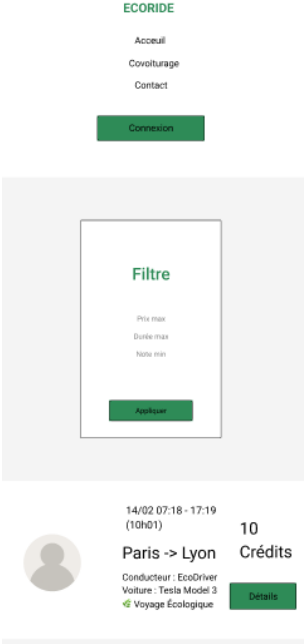 ECORIDE
Acceuil
Covoiturage
Contact
Connexion
Filtre
Prix max
Durée max
Note min
Appliquer
14/02 07:18 - 17:19
(10h01)
Paris -> Lyon
Conducteur : EcoDriver
Voiture : Tesla Model 3
🌿 Voyage Écologique
10
Crédits
Détails